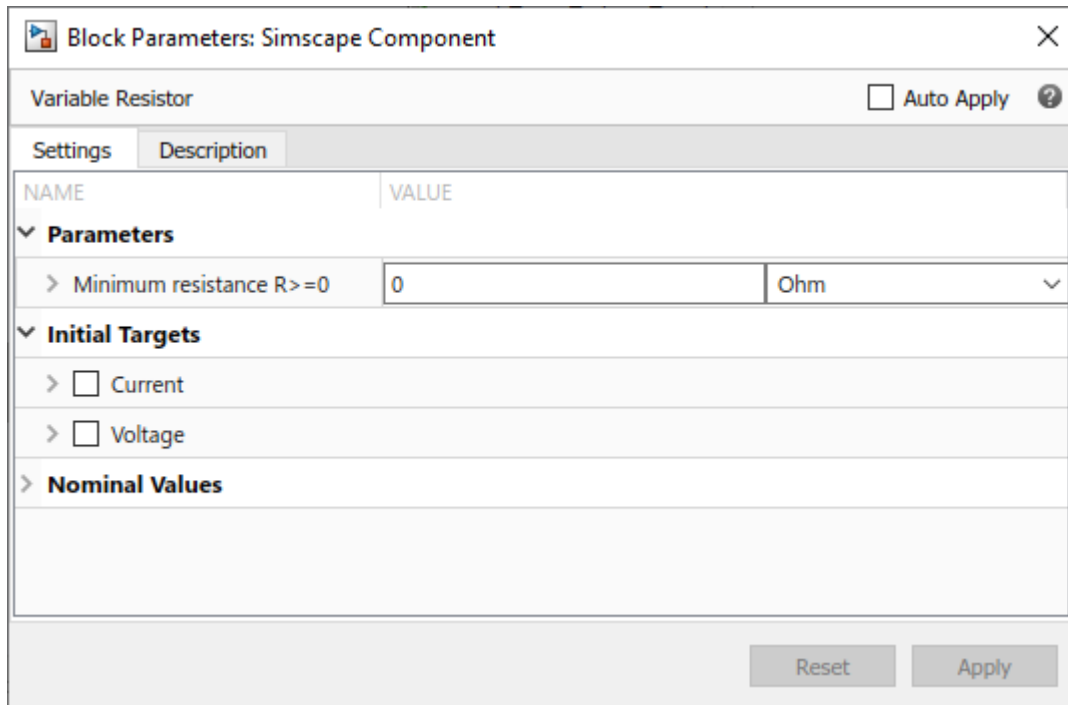 Block Parameters: Simscape Component
Variable Resistor Auto Apply
Settings Description
NAME VALUE
Parameters
Minimum resistance R>=0 0 Ohm
Initial Targets
Current
Voltage
Nominal Values
Reset Apply